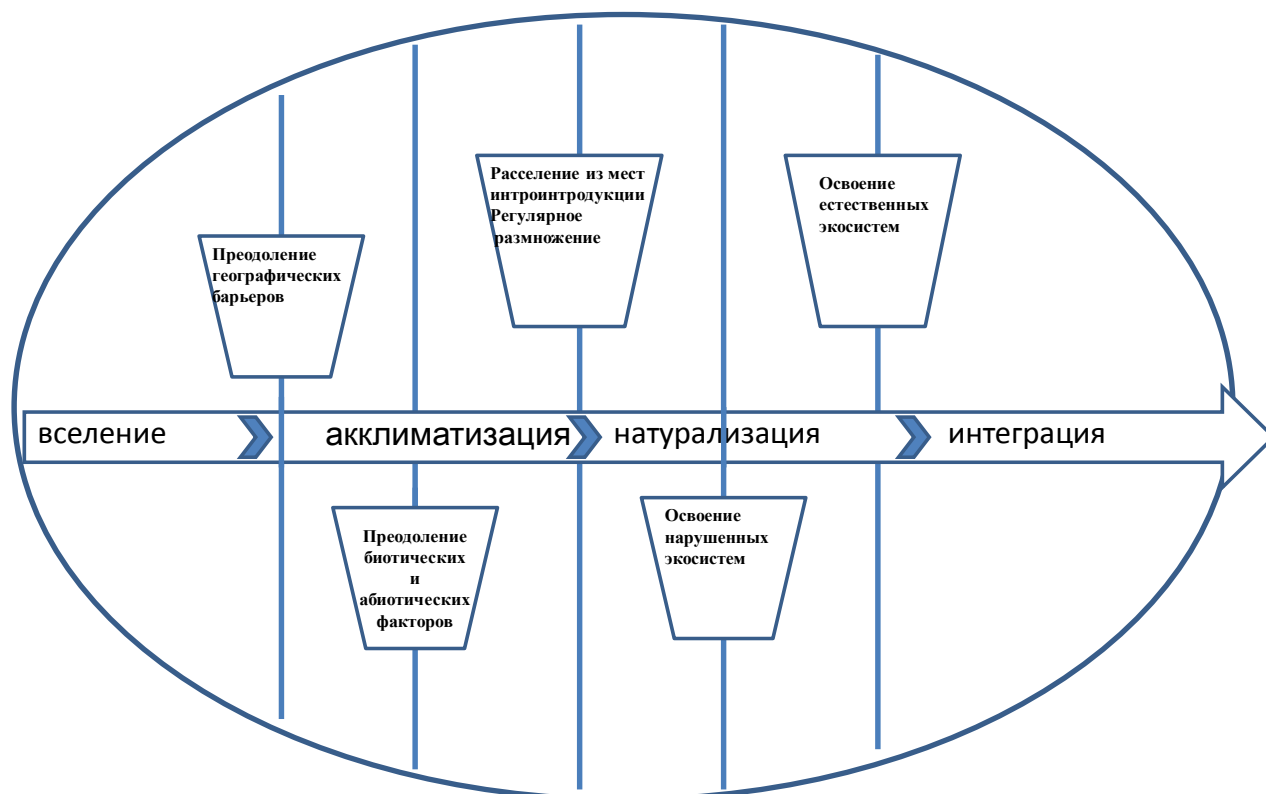 Расселение из мест
интроинтродукции
Регулярное
размножение
Освоение
естественных
экосистем
Преодоление
географических
барьеров
вселение
акклиматизация
натурализация
интеграция
Преодоление
биотических
и
абиотических
факторов
Освоение
нарушенных
экосистем